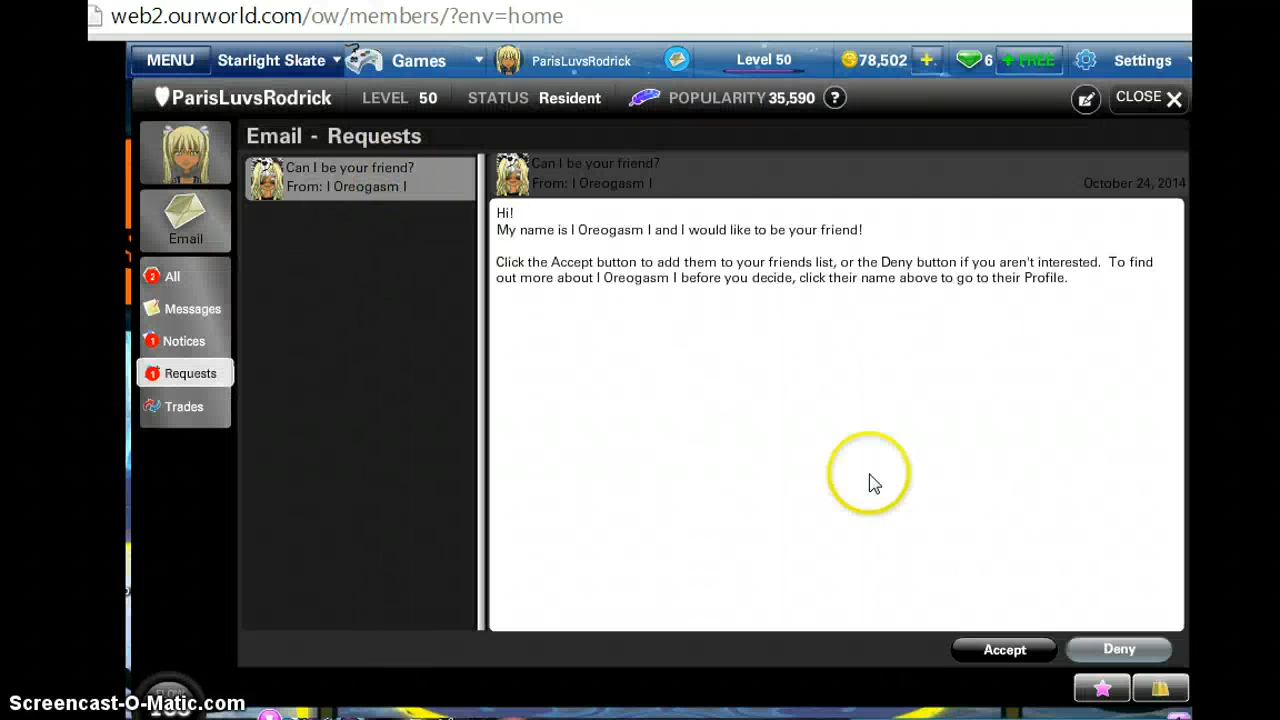 web2.ourworld.com/ow/members/?env=home
MENU Starlight Skate Games ParisLuvsRodrick Level 50 78,502 + 6 + FREE Settings
ParisLuvsRodrick LEVEL 50 STATUS Resident POPULARITY 35,590 ? CLOSE X
Email - Requests
Can I be your friend?
From: I Oreogasm I
Can I be your friend?
From: I Oreogasm I
October 24, 2014
Hi!
My name is I Oreogasm I and I would like to be your friend!
Click the Accept button to add them to your friends list, or the Deny button if you aren't interested. To find
out more about I Oreogasm I before you decide, click their name above to go to their Profile.
Email
2 All
Messages
1 Notices
1 Requests
Trades
Accept Deny
Screencast-O-Matic.com